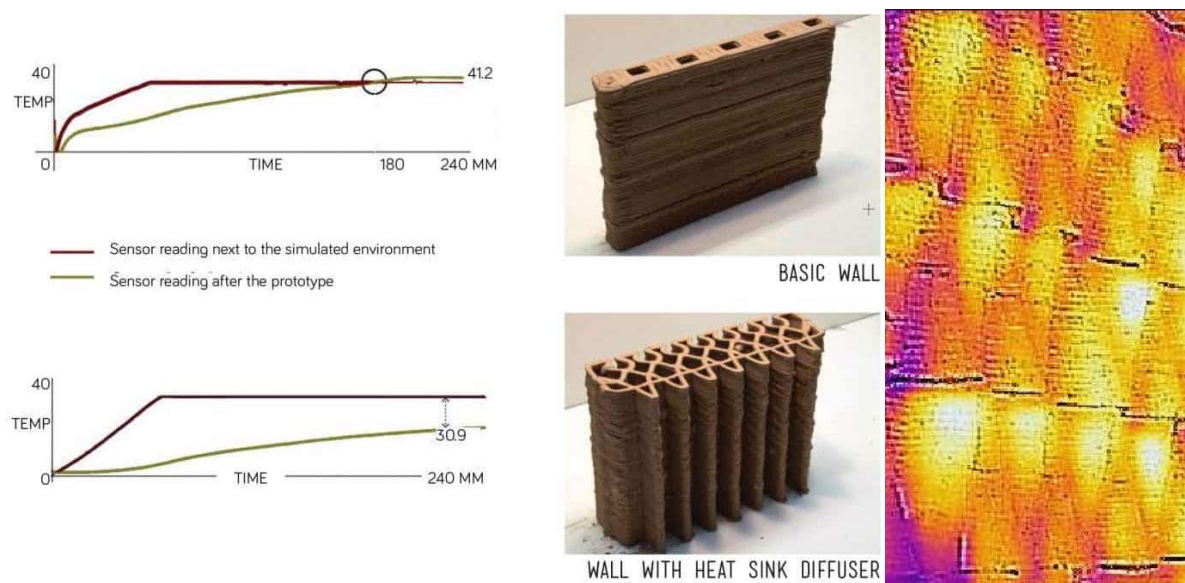 40
TEMP
0
TIME
180
240 MM
41.2
Sensor reading next to the simulated environment
Sensor reading after the prototype
40
TEMP
0
TIME
240 MM
30.9
BASIC WALL
WALL WITH HEAT SINK DIFFUSER